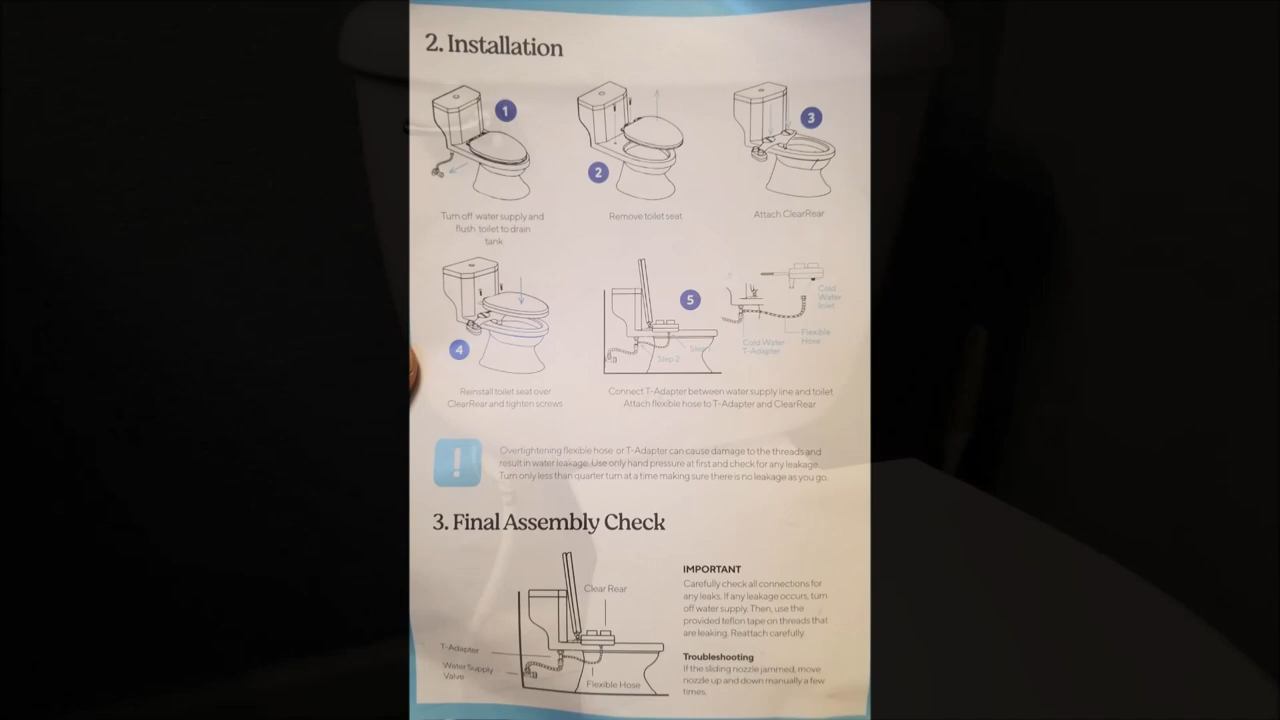 2. Installation
1
2
3
Turn off water supply and
flush toilet to drain
tank
Remove toilet seat
Attach ClearRear
4
5
Cold
Water
Inlet
Flexible
Hose
Cold Water
T-Adapter
Step 1
Step 2
Reinstall toilet seat over
ClearRear and tighten screws
Connect T-Adapter between water supply line and toilet
Attach flexible hose to T-Adapter and ClearRear
!
Overtightening flexible hose or T-Adapter can cause damage to the threads and
result in water leakage. Use only hand pressure at first and check for any leakage.
Turn only less than quarter turn at a time making sure there is no leakage as you go.
3. Final Assembly Check
Clear Rear
T-Adapter
Water Supply
Valve
Flexible Hose
IMPORTANT
Carefully check all connections for
any leaks. If any leakage occurs, turn
off water supply. Then, use the
provided teflon tape on threads that
are leaking. Reattach carefully.
Troubleshooting
If the sliding nozzle jammed, move
nozzle up and down manually a few
times.